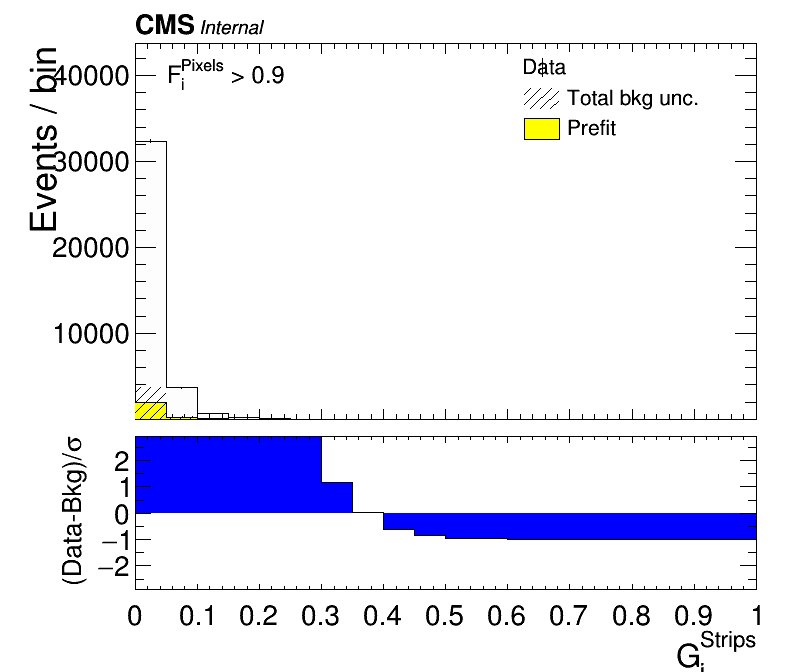 CMS Internal
F_i^Pixels > 0.9
Data
Total bkg unc.
Prefit
Events / bin
40000
30000
20000
10000
(Data-Bkg)/σ
2
1
0
−1
−2
0 0.1 0.2 0.3 0.4 0.5 0.6 0.7 0.8 0.9 1
G_i^Strips